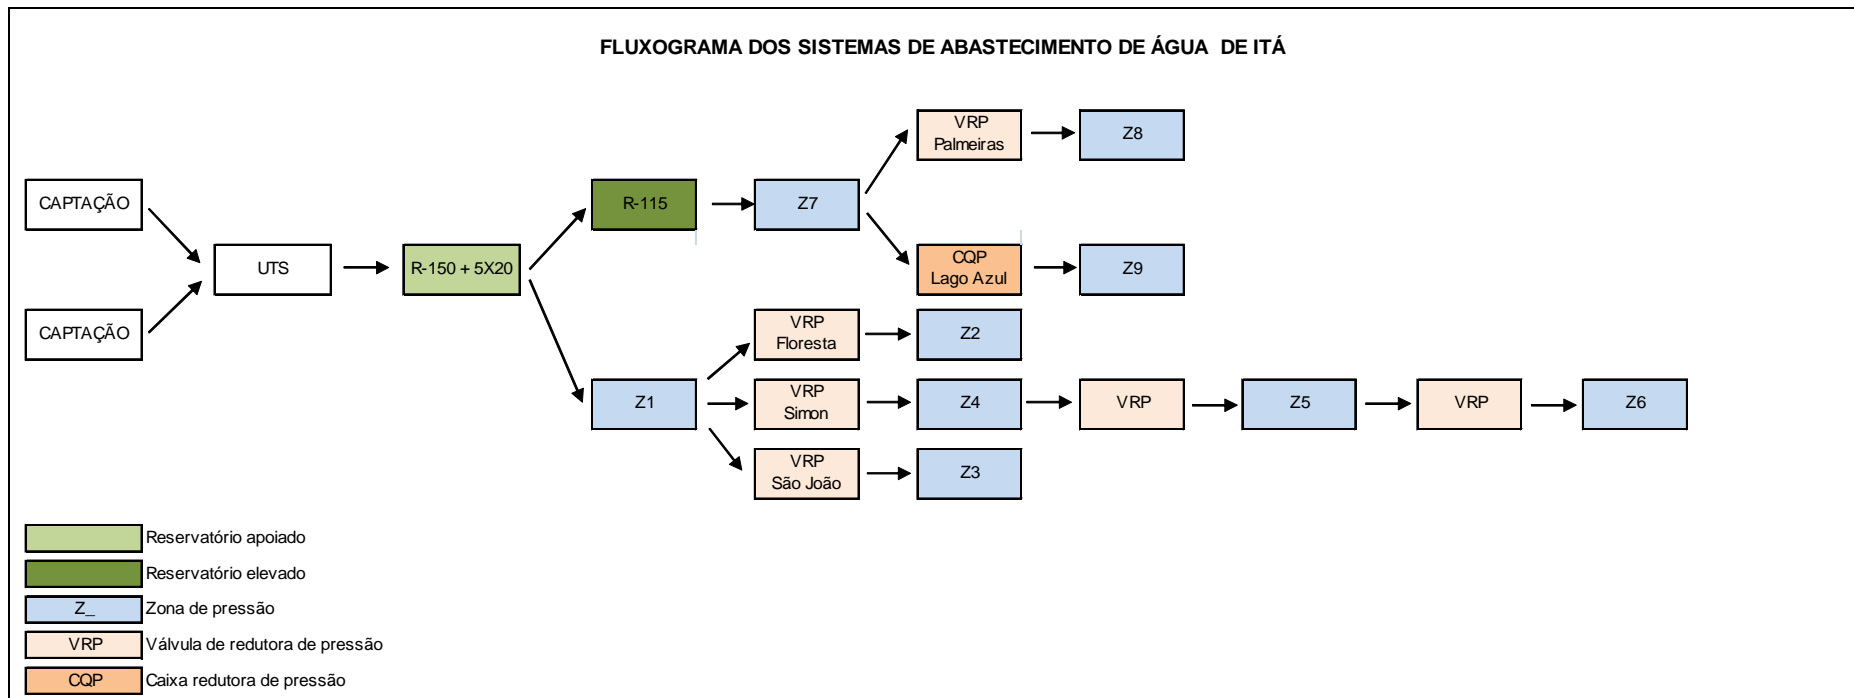 FLUXOGRAMA DOS SISTEMAS DE ABASTECIMENTO DE ÁGUA DE ITÁ
VRP
Palmeiras
Z8
CAPTAÇÃO
R-115
Z7
UTS
R-150 + 5X20
CQP
Lago Azul
Z9
CAPTAÇÃO
VRP
Floresta
Z2
Z1
VRP
Simon
Z4
VRP
Z5
VRP
Z6
VRP
São João
Z3
Reservatório apoiado
Reservatório elevado
Z_ Zona de pressão
VRP Válvula de redutora de pressão
CQP Caixa redutora de pressão